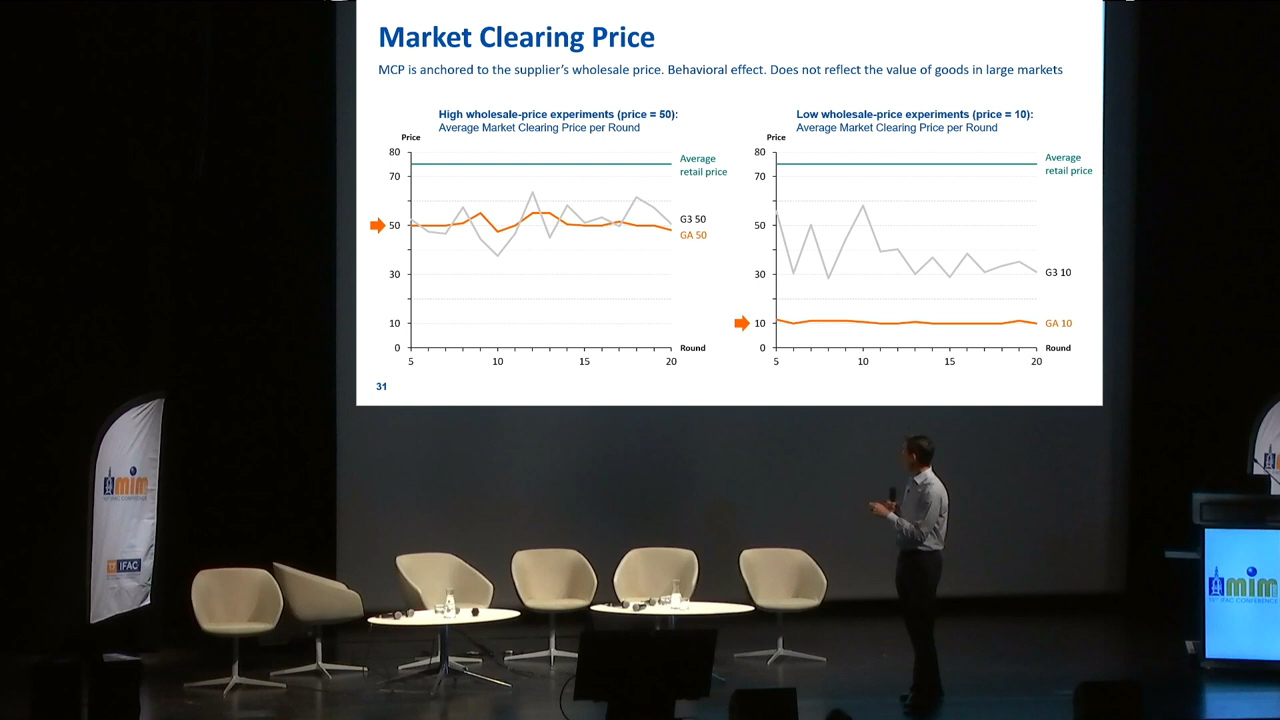 Market Clearing Price
MCP is anchored to the supplier's wholesale price. Behavioral effect. Does not reflect the value of goods in large markets
High wholesale-price experiments (price = 50):
Average Market Clearing Price per Round
Price
80
70
50
30
10
0
5
10
15
20
Average
retail price
G3 50
GA 50
Round
Low wholesale-price experiments (price = 10):
Average Market Clearing Price per Round
Price
80
70
50
30
10
0
5
10
15
20
Average
retail price
G3 10
GA 10
Round
31
mim
IFAC
mim
10TH IFAC CONFERENCE